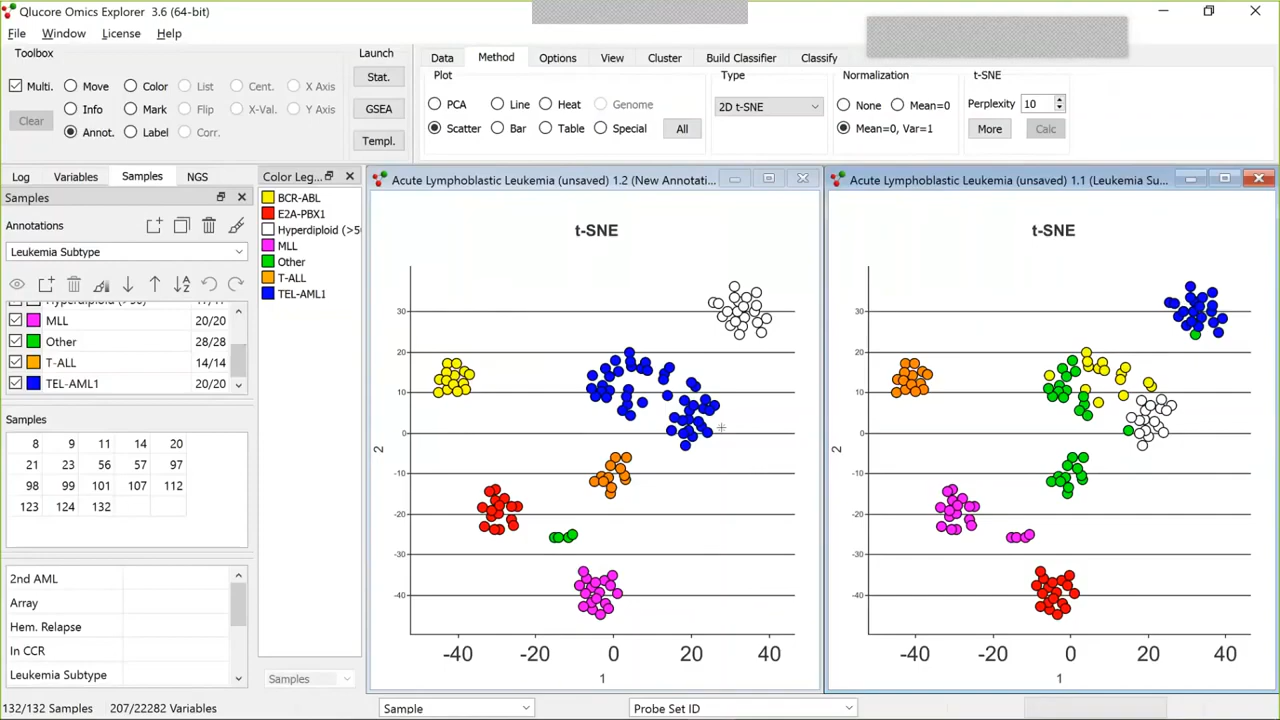 Qlucore Omics Explorer 3.6 (64-bit)
File Window License Help
Toolbox
Multi. Move Color List Cent. X Axis
Info Mark Flip X-Val. Y Axis
Clear Annot. Label Corr.
Launch
Stat.
GSEA
Templ.
Data Method Options View Cluster Build Classifier Classify
Plot
PCA Line Heat Genome
Scatter Bar Table Special All
Type
2D t-SNE
Normalization
None Mean=0
Mean=0, Var=1
t-SNE
Perplexity 10
More Calc
Log Variables Samples NGS
Samples
Annotations
Leukemia Subtype
MLL 20/20
Other 28/28
T-ALL 14/14
TEL-AML1 20/20
Samples
8 9 11 14 20
21 23 56 57 97
98 99 101 107 112
123 124 132
2nd AML
Array
Hem. Relapse
In CCR
Leukemia Subtype
Color Leg...
BCR-ABL
E2A-PBX1
Hyperdiploid (>5
MLL
Other
T-ALL
TEL-AML1
Samples
Acute Lymphoblastic Leukemia (unsaved) 1.2 (New Annotati...
t-SNE
30
20
10
0
-10
-20
-30
-40
2
-40 -20 0 20 40
1
Acute Lymphoblastic Leukemia (unsaved) 1.1 (Leukemia Su...
t-SNE
30
20
10
0
-10
-20
-30
-40
2
-40 -20 0 20 40
1
132/132 Samples 207/22282 Variables
Sample
Probe Set ID